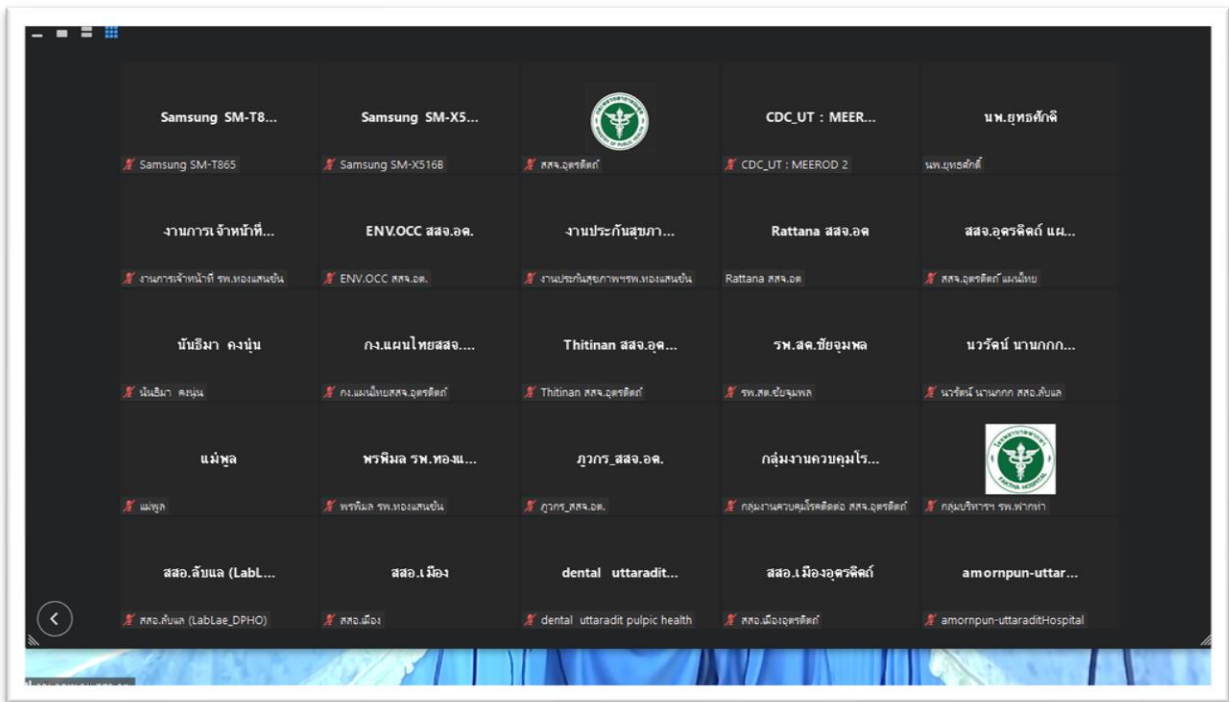 Samsung SM-T8...
Samsung SM-X5...
CDC_UT : MEER...
นพ.ยุทธศักดิ์
Samsung SM-T865
Samsung SM-X516B
สสจ.อุตรดิตถ์
CDC_UT : MEEROD 2
นพ.ยุทธศักดิ์
งานการเจ้าหน้าที่...
ENV.OCC สสจ.อต.
งานประกันสุขภา...
Rattana สสจ.อต
สสจ.อุตรดิตถ์ แผ...
งานการเจ้าหน้าที่ รพ.ทองแสนขัน
ENV.OCC สสจ.อต.
งานประกันสุขภาพฯรพ.ทองแสนขัน
Rattana สสจ.อต
สสจ.อุตรดิตถ์ แผนไทย
นันธิมา คงนุ่น
กง.แผนไทยสสจ....
Thitinan สสจ.อุต...
รพ.สต.ชัยจุมพล
นวรัตน์ นานกกก...
นันธิมา คงนุ่น
กง.แผนไทยสสจ.อุตรดิตถ์
Thitinan สสจ.อุตรดิตถ์
รพ.สต.ชัยจุมพล
นวรัตน์ นานกกก สสอ.ลับแล
แม่พูล
พรพิมล รพ.ทองแ...
ภูวกร_สสจ.อต.
กลุ่มงานควบคุมโร...
FAKTHA HOSPITAL
แม่พูล
พรพิมล รพ.ทองแสนขัน
ภูวกร_สสจ.อต.
กลุ่มงานควบคุมโรคติดต่อ สสจ.อุตรดิตถ์
กลุ่มบริหารฯ รพ.ฟากท่า
สสอ.ลับแล (LabL...
สสอ.เมือง
dental uttaradit...
สสอ.เมืองอุตรดิตถ์
amornpun-uttar...
สสอ.ลับแล (LabLae_DPHO)
สสอ.เมือง
dental uttaradit pulpic health
สสอ.เมืองอุตรดิตถ์
amornpun-uttaraditHospital